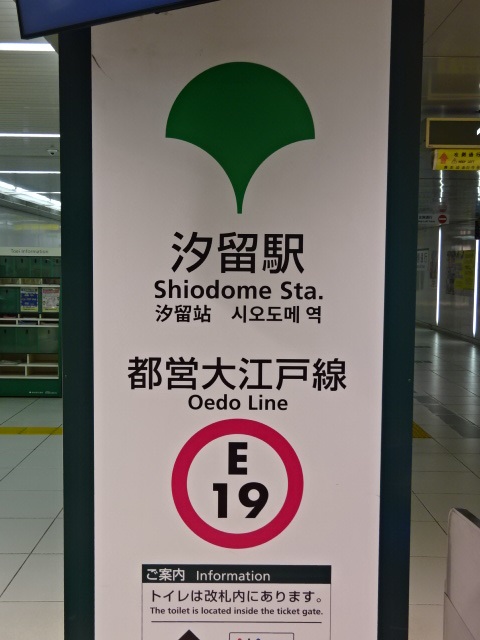 汐留駅
Shiodome Sta.
汐留站 시오도메 역
都営大江戸線
Oedo Line
E
19
ご案内 Information
トイレは改札内にあります。
The toilet is located inside the ticket gate.